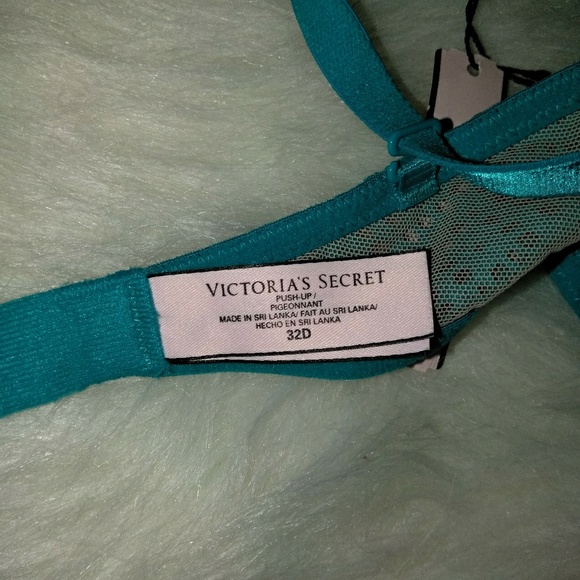 VICTORIA'S SECRET
PUSH-UP/
PIGEONNANT
MADE IN SRI LANKA/ FAIT AU SRI LANKA/
HECHO EN SRI LANKA
32D